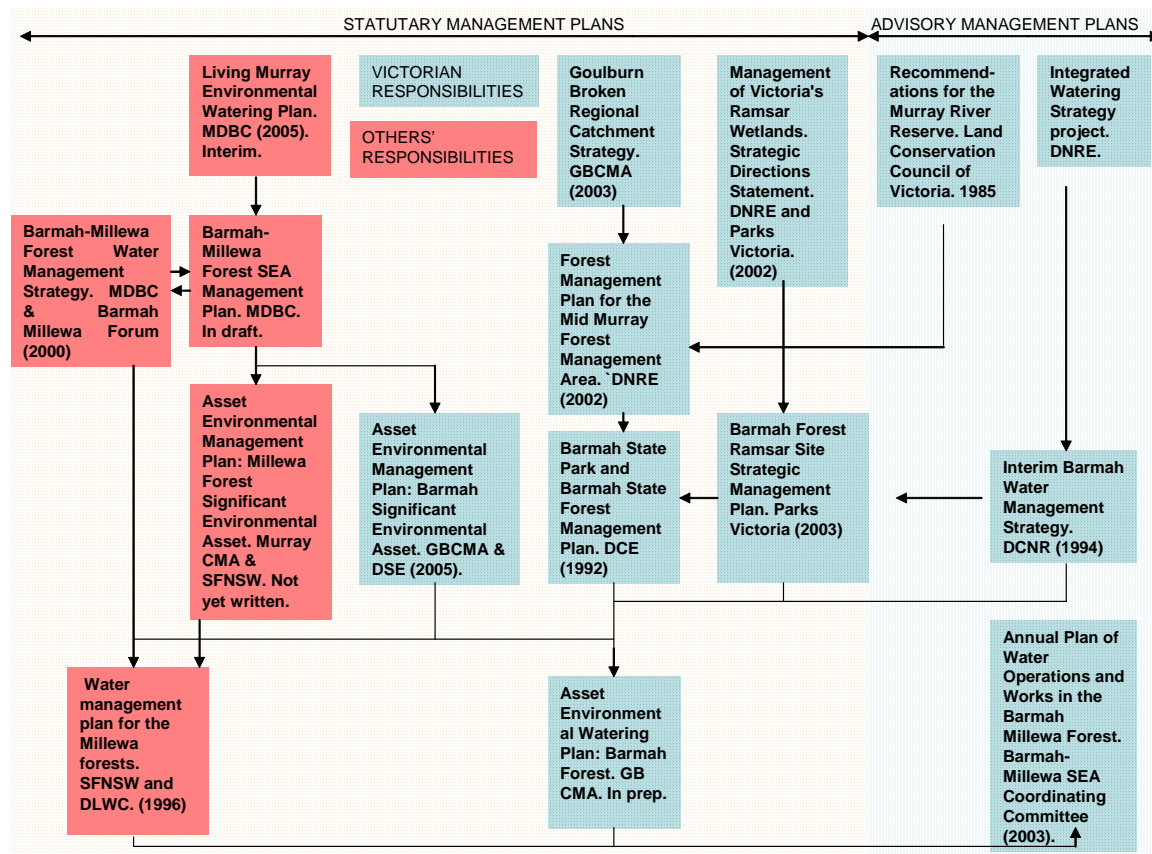 STATUTARY MANAGEMENT PLANS
ADVISORY MANAGEMENT PLANS
Living Murray
Environmental
Watering Plan.
MDBC (2005).
Interim.
VICTORIAN
RESPONSIBILITIES
OTHERS'
RESPONSIBILITIES
Goulburn
Broken
Regional
Catchment
Strategy.
GBCMA
(2003)
Management
of Victoria's
Ramsar
Wetlands.
Strategic
Directions
Statement.
DNRE and
Parks
Victoria.
(2002)
Recommend-
ations for the
Murray River
Reserve. Land
Conservation
Council of
Victoria. 1985
Integrated
Watering
Strategy
project.
DNRE.
Barmah-Millewa
Forest Water
Management
Strategy. MDBC
& Barmah
Millewa Forum
(2000)
Barmah-
Millewa
Forest SEA
Management
Plan. MDBC.
In draft.
Forest
Management
Plan for the
Mid Murray
Forest
Management
Area. `DNRE
(2002)
Asset
Environmental
Management
Plan: Millewa
Forest
Significant
Environmental
Asset. Murray
CMA &
SFNSW. Not
yet written.
Asset
Environmental
Management
Plan: Barmah
Significant
Environmental
Asset. GBCMA &
DSE (2005).
Barmah State
Park and
Barmah State
Forest
Management
Plan. DCE
(1992)
Barmah Forest
Ramsar Site
Strategic
Management
Plan. Parks
Victoria (2003)
Interim Barmah
Water
Management
Strategy.
DCNR (1994)
Water
management
plan for the
Millewa
forests.
SFNSW and
DLWC. (1996)
Asset
Environment
al Watering
Plan: Barmah
Forest. GB
CMA. In prep.
Annual Plan of
Water
Operations and
Works in the
Barmah
Millewa Forest.
Barmah-
Millewa SEA
Coordinating
Committee
(2003).